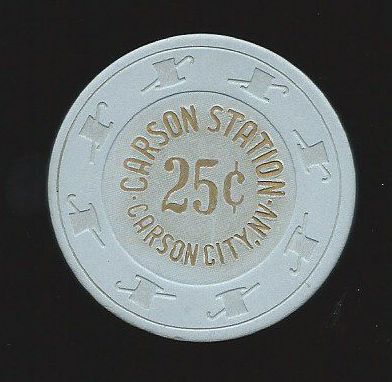 ·CARSON STATION·
25¢
CARSON CITY, NV.